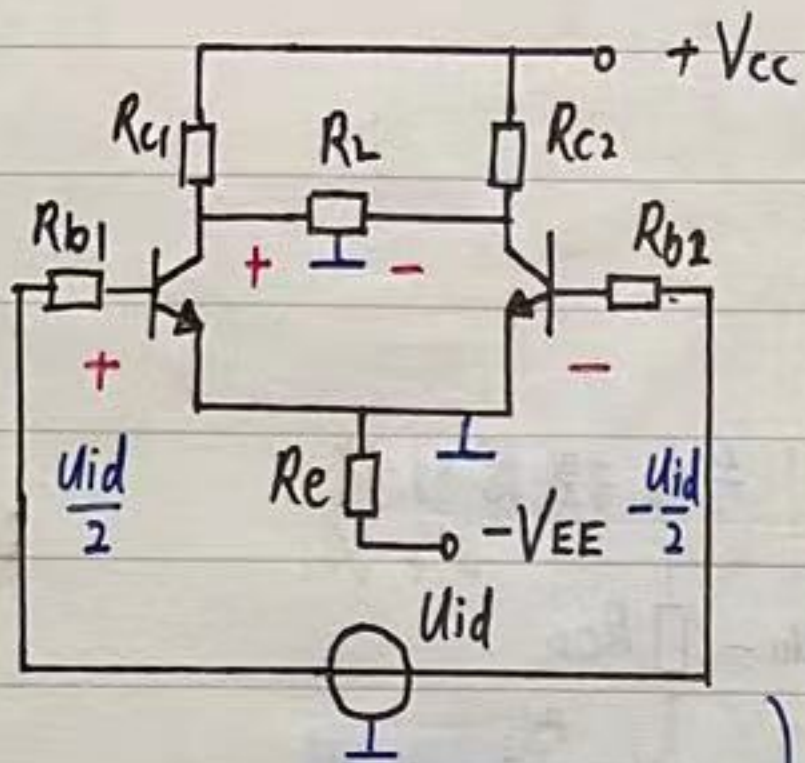 +Vcc
Rc1
RL
Rc2
Rb1
+
-
Rb2
+
-
Uid
2
Re
-VEE
-Uid
2
Uid